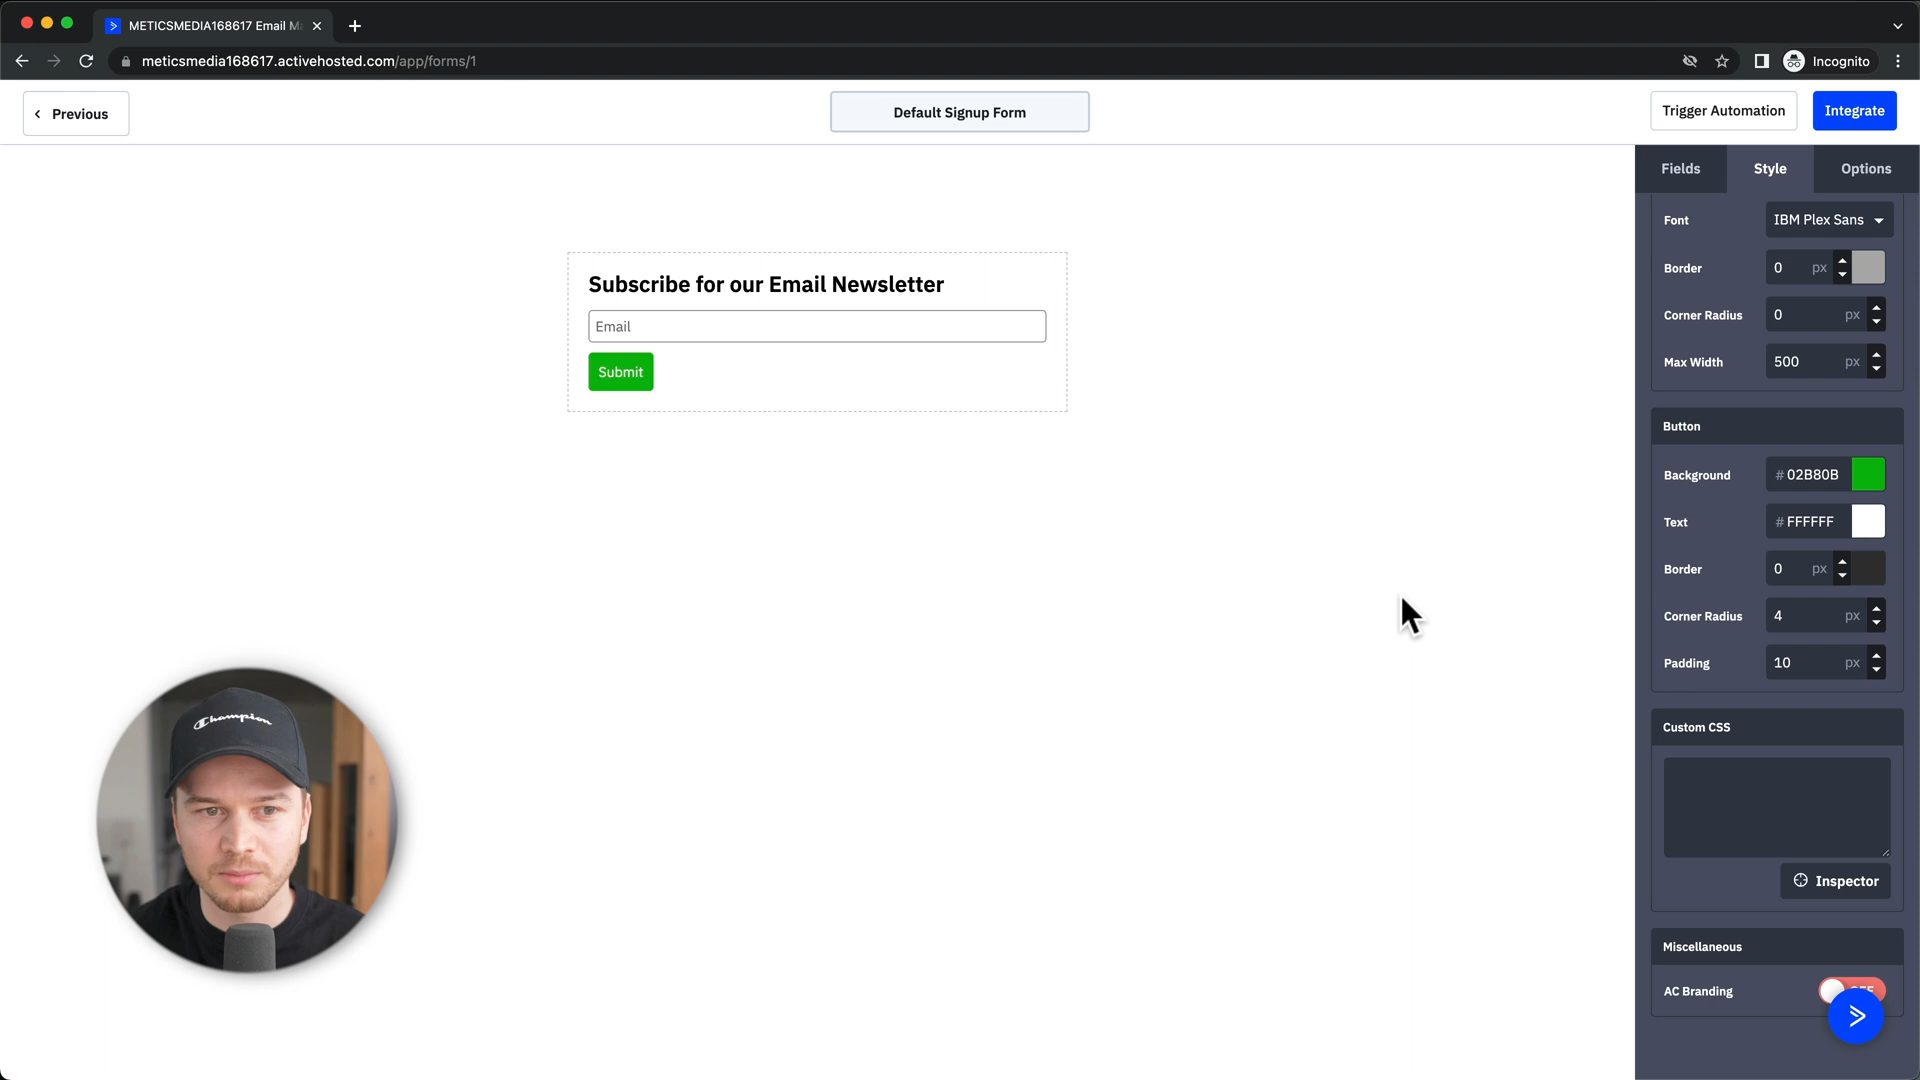 METICSMEDIA168617 Email Ma
meticsmedia168617.activehosted.com/app/forms/1
Incognito
Previous
Default Signup Form
Trigger Automation
Integrate
Fields
Style
Options
Font
IBM Plex Sans
Border
0 px
Corner Radius
0 px
Max Width
500 px
Subscribe for our Email Newsletter
Email
Submit
Button
Background
#02B80B
Text
#FFFFFF
Border
0 px
Corner Radius
4 px
Padding
10 px
Custom CSS
Inspector
Miscellaneous
AC Branding
OFF
Champion